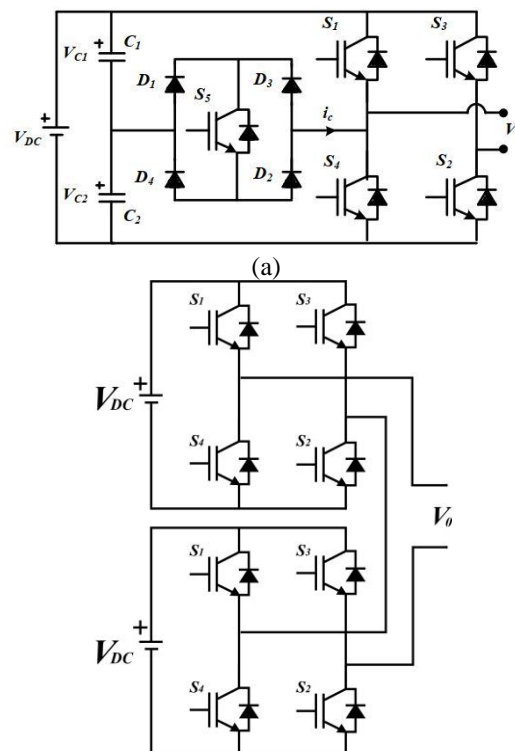 S1
S3
VC1
+
C1
D1
D3
S5
ic
V
+
VDC
S4
S2
D4
D2
VC2
+
C2
(a)
S1
S3
+
VDC
S4
S2
V0
S1
S3
+
VDC
S4
S2